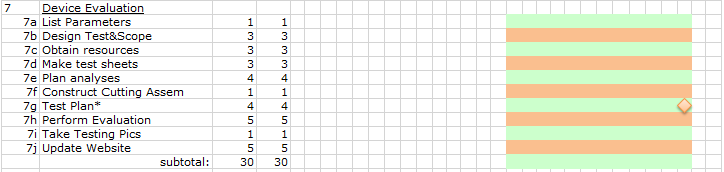 7 Device Evaluation
7a List Parameters 1 1
7b Design Test&Scope 3 3
7c Obtain resources 3 3
7d Make test sheets 3 3
7e Plan analyses 4 4
7f Construct Cutting Assem 1 1
7g Test Plan* 4 4
7h Perform Evaluation 5 5
7i Take Testing Pics 1 1
7j Update Website 5 5
subtotal: 30 30